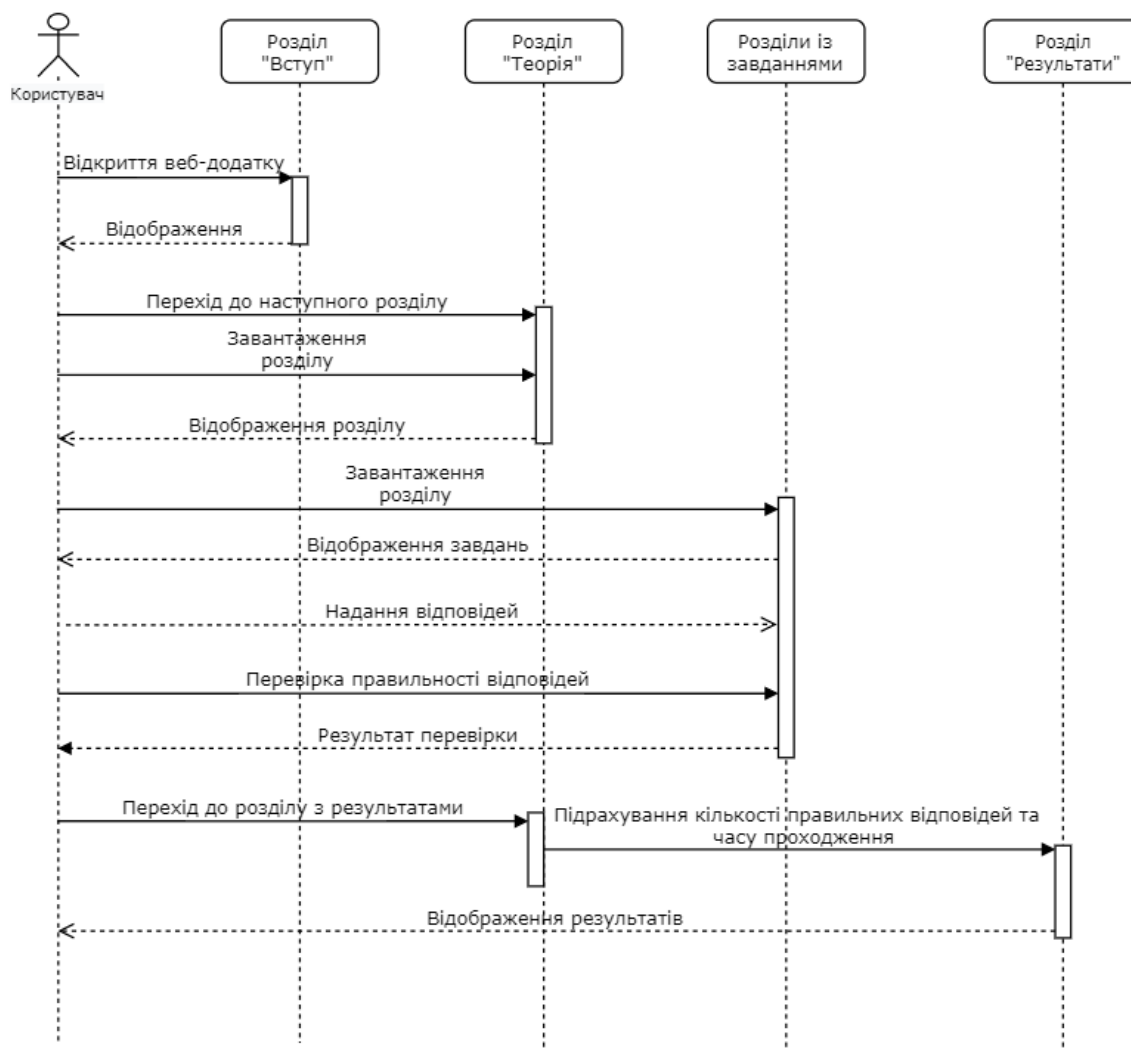 Користувач
Розділ
"Вступ"
Розділ
"Теорія"
Розділи із
завданнями
Розділ
"Результати"
Відкриття веб-додатку
Відображення
Перехід до наступного розділу
Завантаження
розділу
Відображення розділу
Завантаження
розділу
Відображення завдань
Надання відповідей
Перевірка правильності відповідей
Результат перевірки
Перехід до розділу з результатами
Підрахування кількості правильних відповідей та
часу проходження
Відображення результатів